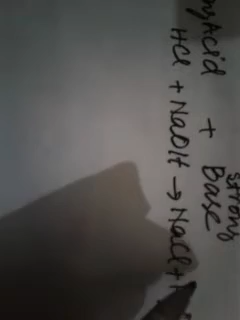 Acid + strong Base
HCl + NaOH → NaCl +